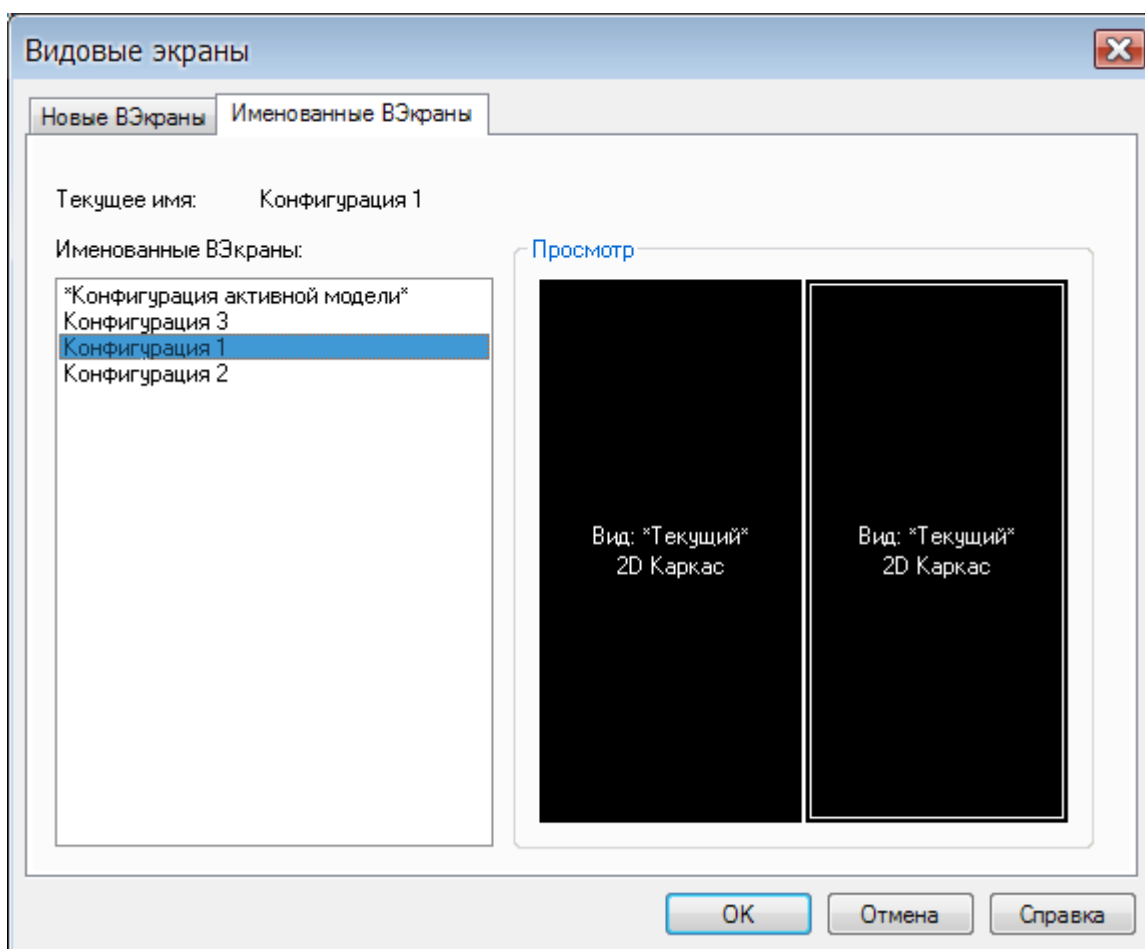 Видовые экраны
Новые ВЭкраны
Именованные ВЭкраны
Текущее имя: Конфигурация 1
Именованные ВЭкраны:
*Конфигурация активной модели*
Конфигурация 3
Конфигурация 1
Конфигурация 2
Просмотр
Вид: *Текущий*
2D Каркас
Вид: *Текущий*
2D Каркас
OK
Отмена
Справка